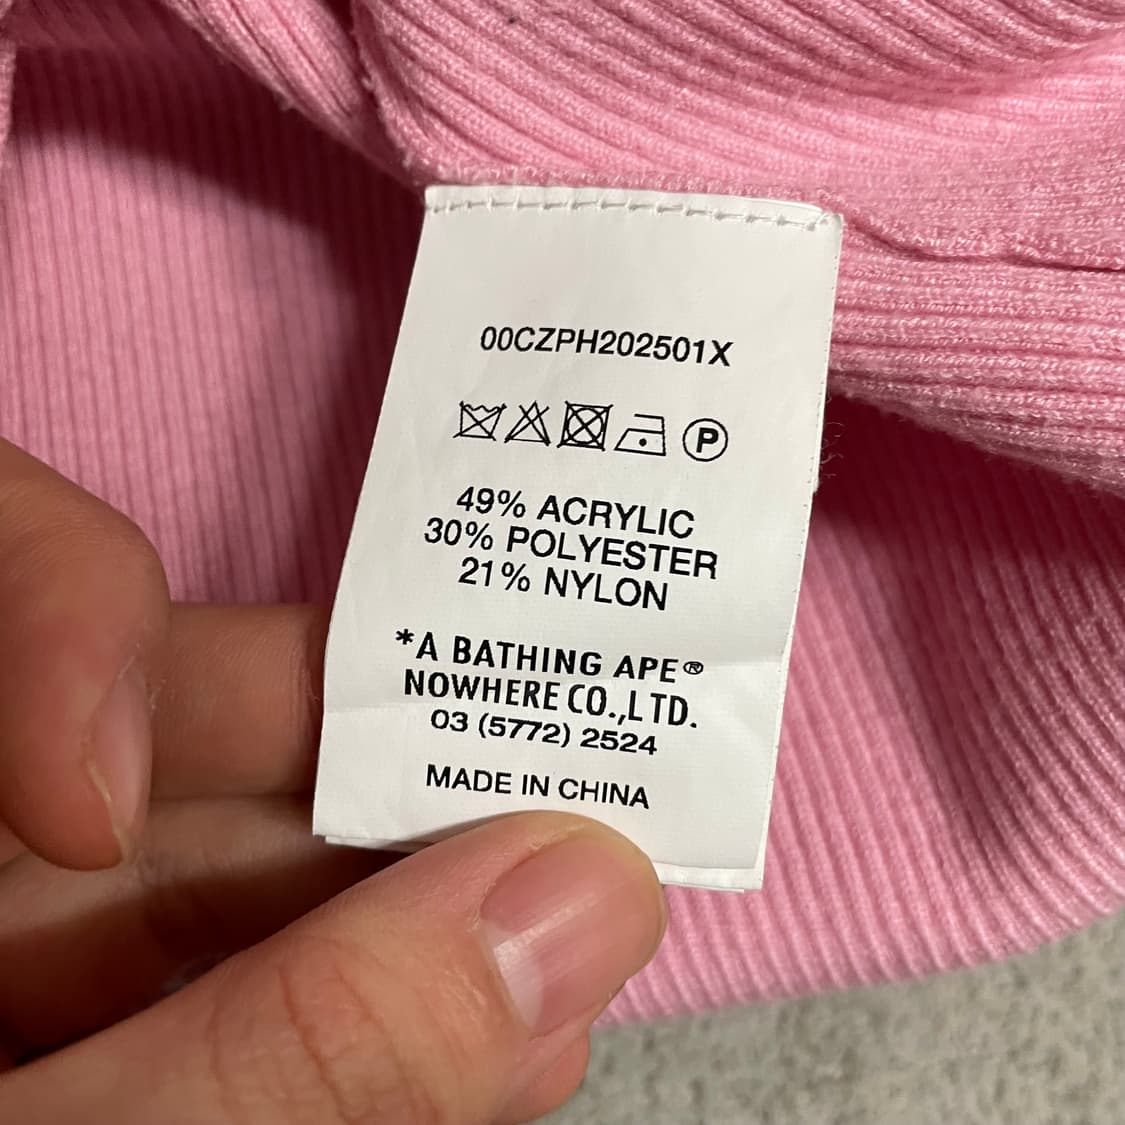 00CZPH202501X
P
49% ACRYLIC
30% POLYESTER
21% NYLON
*A BATHING APE®
NOWHERE CO.,LTD.
03 (5772) 2524
MADE IN CHINA